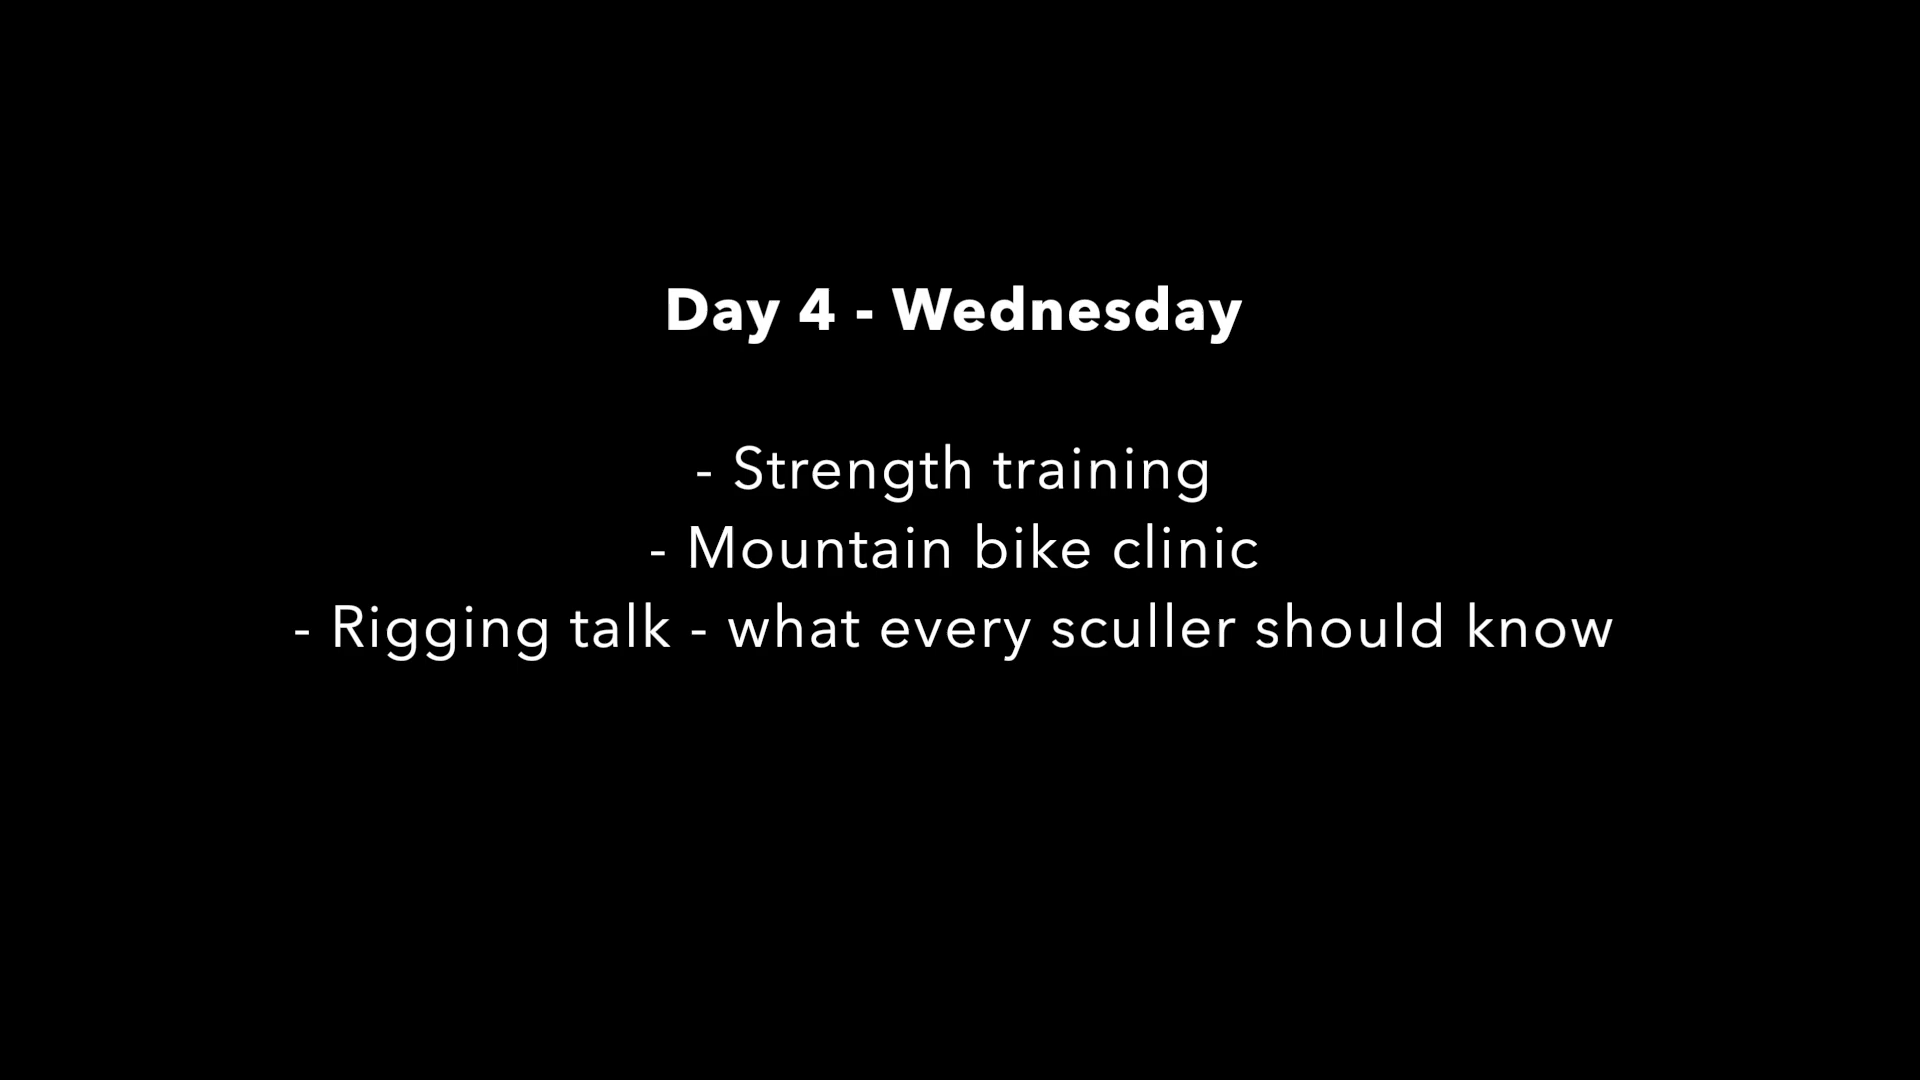 Day 4 - Wednesday
- Strength training
- Mountain bike clinic
- Rigging talk - what every sculler should know